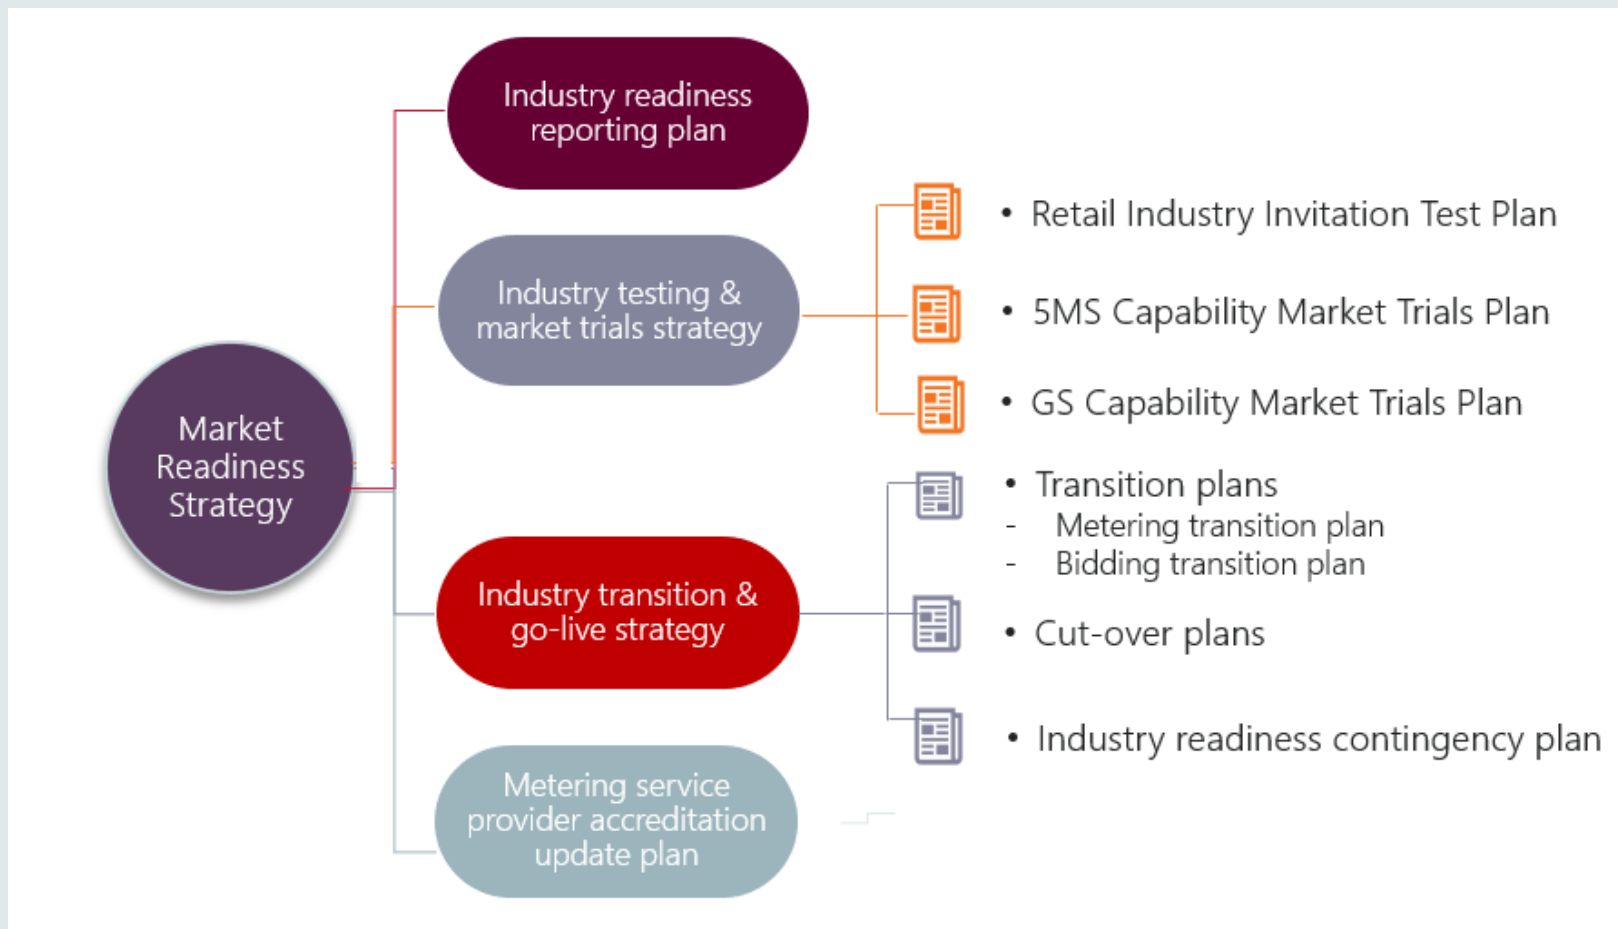 Industry readiness
reporting plan
Industry testing &
market trials strategy
• Retail Industry Invitation Test Plan
• 5MS Capability Market Trials Plan
• GS Capability Market Trials Plan
Market
Readiness
Strategy
Industry transition &
go-live strategy
• Transition plans
- Metering transition plan
- Bidding transition plan
• Cut-over plans
• Industry readiness contingency plan
Metering service
provider accreditation
update plan